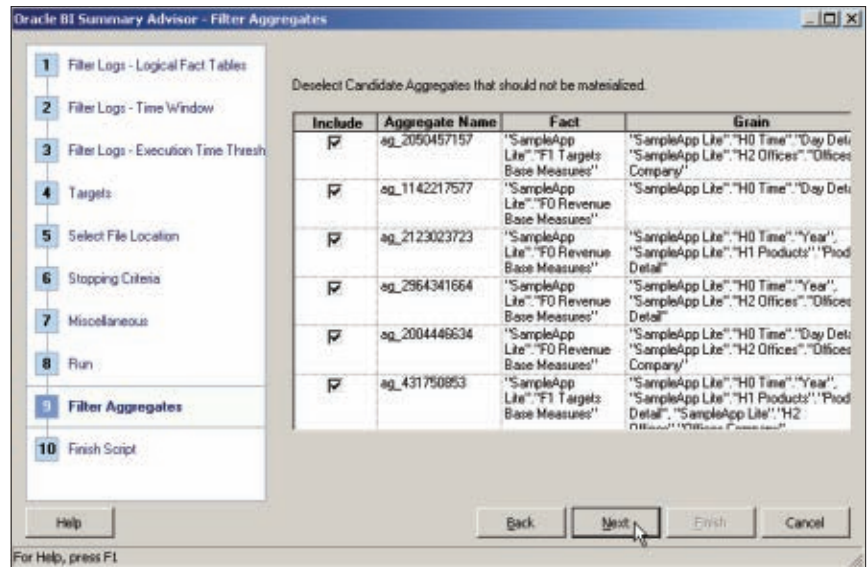 Oracle BI Summary Advisor - Filter Aggregates
1 Filter Logs - Logical Fact Tables
2 Filter Logs - Time Window
3 Filter Logs - Execution Time Thresh
4 Targets
5 Select File Location
6 Stopping Criteria
7 Miscellaneous
8 Run
9 Filter Aggregates
10 Finish Script
Deselect Candidate Aggregates that should not be materialized.
Include Aggregate Name Fact Grain
ag_2050457157 "SampleApp "SampleApp Lite"."H0 Time"."Day Deta
Lite"."F1 Targets "SampleApp Lite"."H2 Offices"."Offices
Base Measures" Company"
ag_1142217577 "SampleApp "SampleApp Lite"."H0 Time"."Day Deta
Lite"."F0 Revenue
Base Measures"
ag_2123023723 "SampleApp "SampleApp Lite"."H0 Time"."Year",
Lite"."F0 Revenue "SampleApp Lite"."H1 Products"."Prod
Base Measures" Detail"
ag_2964341664 "SampleApp "SampleApp Lite"."H0 Time"."Year",
Lite"."F0 Revenue "SampleApp Lite"."H2 Offices"."Offices
Base Measures" Detail"
ag_2004446634 "SampleApp "SampleApp Lite"."H0 Time"."Day Deta
Lite"."F0 Revenue "SampleApp Lite"."H2 Offices"."Offices
Base Measures" Company"
ag_431750853 "SampleApp "SampleApp Lite"."H0 Time"."Year",
Lite"."F1 Targets "SampleApp Lite"."H1 Products"."Prod
Base Measures" Detail", "SampleApp Lite"."H2
Help Back Next Finish Cancel
For Help, press F1